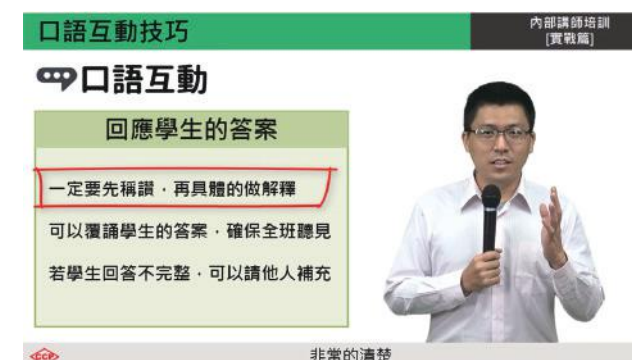 口語互動技巧
內部講師培訓
[實戰篇]
口語互動
回應學生的答案
一定要先稱讚，再具體的做解釋
可以覆誦學生的答案，確保全班聽見
若學生回答不完整，可以請他人補充
非常的清楚